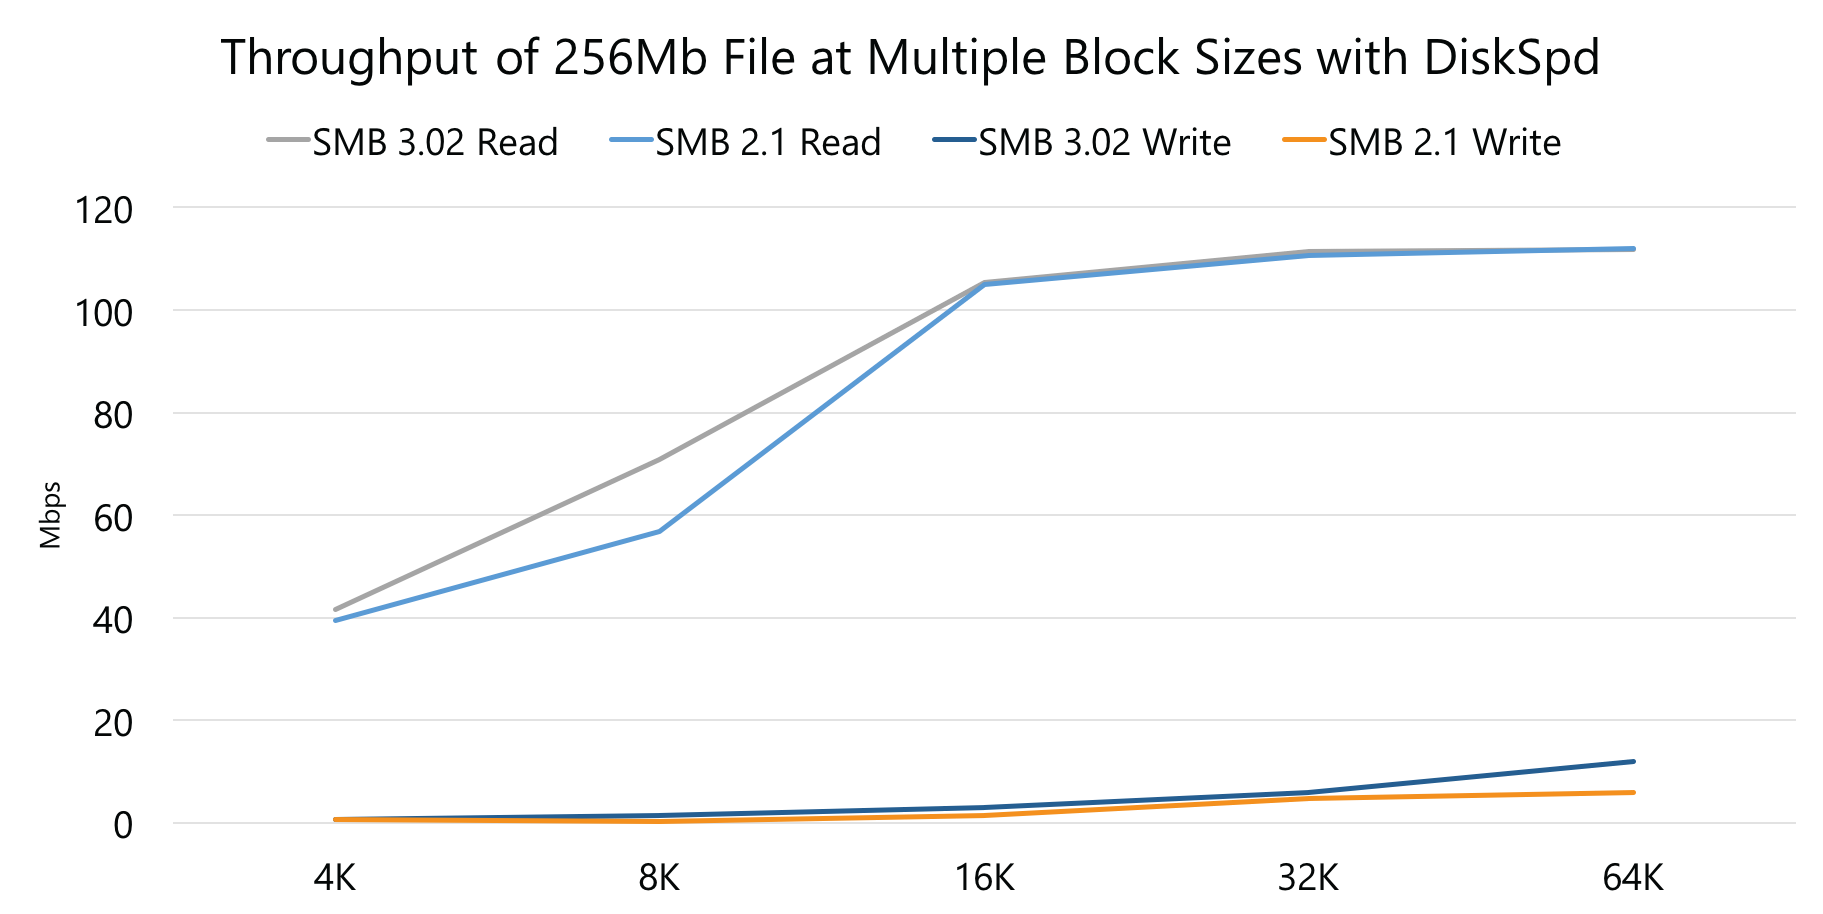 Throughput of 256Mb File at Multiple Block Sizes with DiskSpd
SMB 3.02 Read SMB 2.1 Read SMB 3.02 Write SMB 2.1 Write
120
100
80
60
40
20
0
Mbps
4K 8K 16K 32K 64K